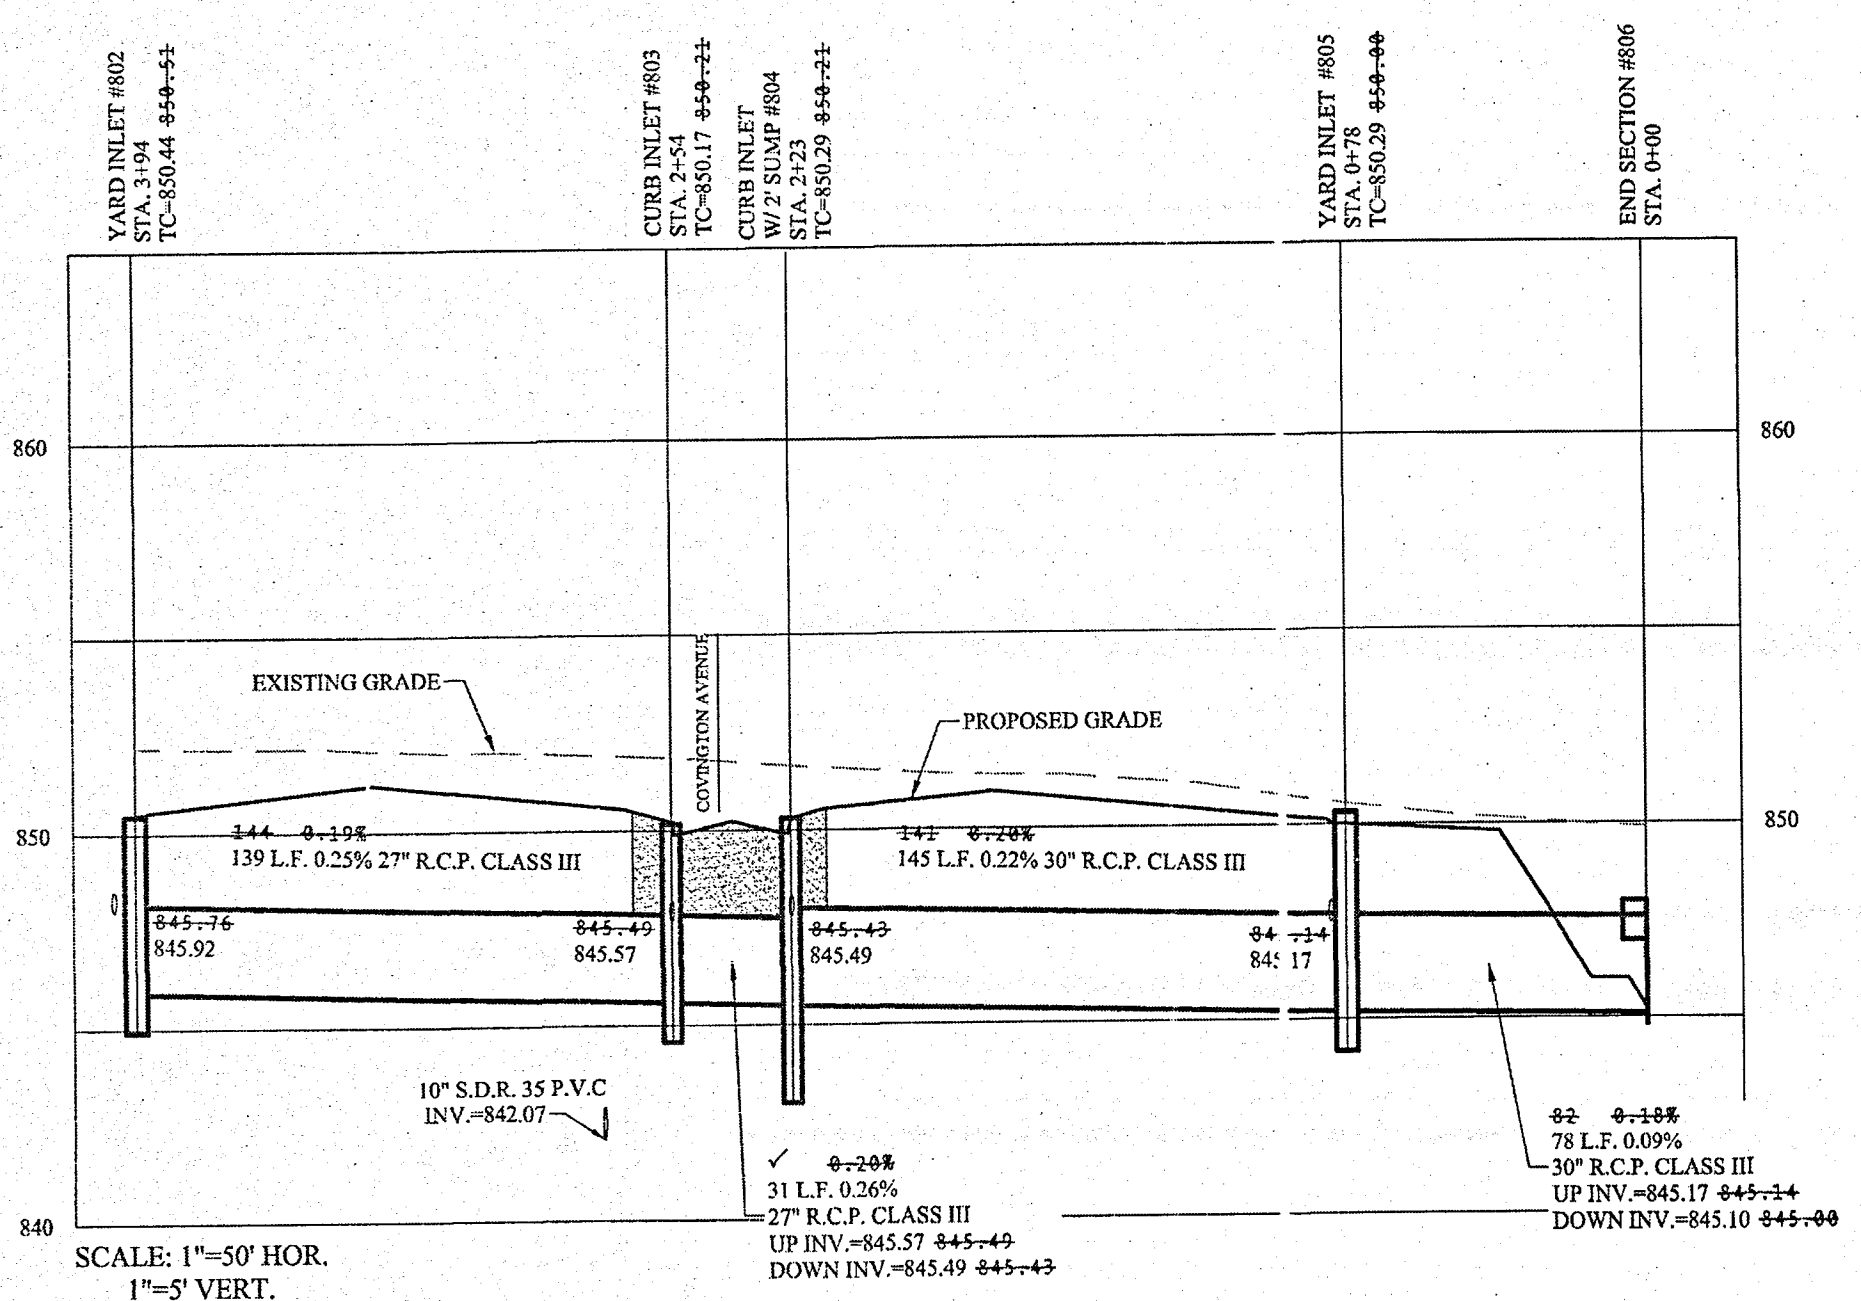 YARD INLET #802
STA. 3+94
TC=850.44 850.51
CURB INLET #803
STA. 2+54
TC=850.17 850.21
CURB INLET
W/ 2' SUMP #804
STA. 2+23
TC=850.29 850.21
YARD INLET #805
STA. 0+78
TC=850.29 850.00
END SECTION #806
STA. 0+00
860
860
EXISTING GRADE
COVINGTON AVENUE
PROPOSED GRADE
850
850
144 0.19%
139 L.F. 0.25% 27" R.C.P. CLASS III
141 0.20%
145 L.F. 0.22% 30" R.C.P. CLASS III
845.76
845.92
845.49
845.57
845.43
845.49
84 .14
845 17
10" S.D.R. 35 P.V.C
INV.=842.07
✓ 0.20%
31 L.F. 0.26%
27" R.C.P. CLASS III
UP INV.=845.57 845.49
DOWN INV.=845.49 845.43
82 0.18%
78 L.F. 0.09%
30" R.C.P. CLASS III
UP INV.=845.17 845.14
DOWN INV.=845.10 845.00
840
SCALE: 1"=50' HOR.
1"=5' VERT.